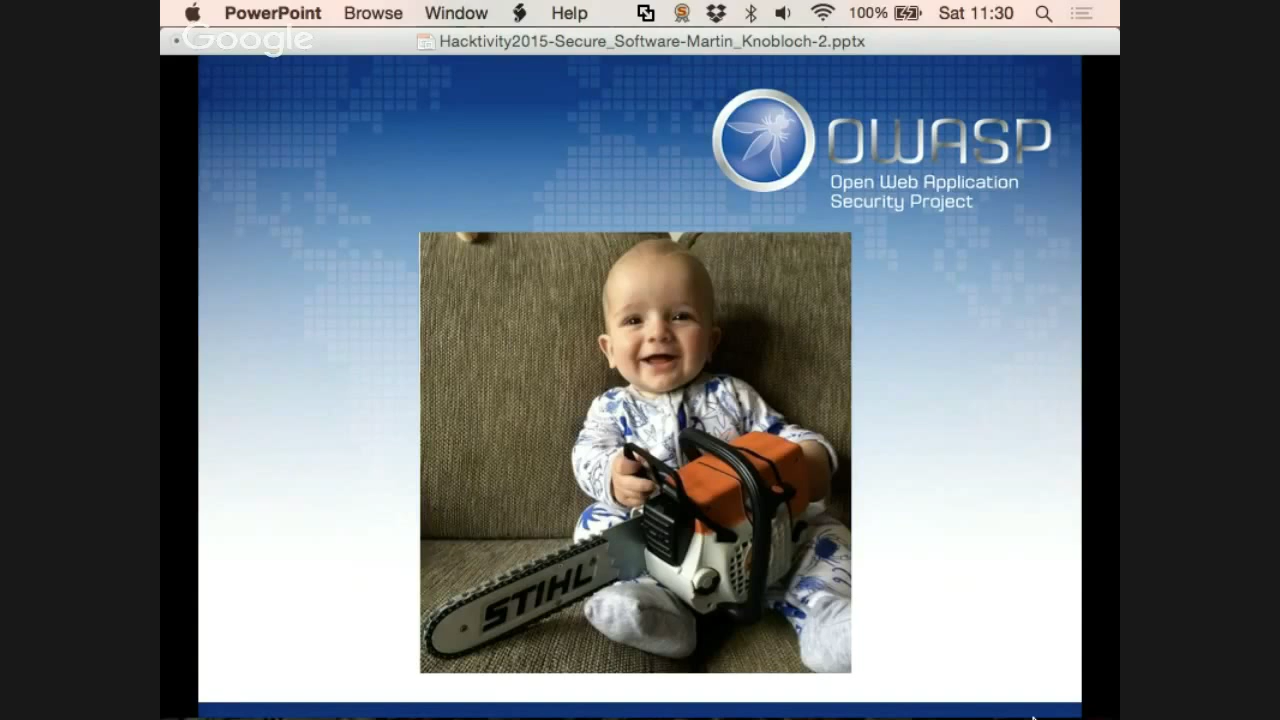 PowerPoint Browse Window Help 100% Sat 11:30
Google
Hacktivity2015-Secure_Software-Martin_Knobloch-2.pptx
OWASP
Open Web Application
Security Project
STIHL